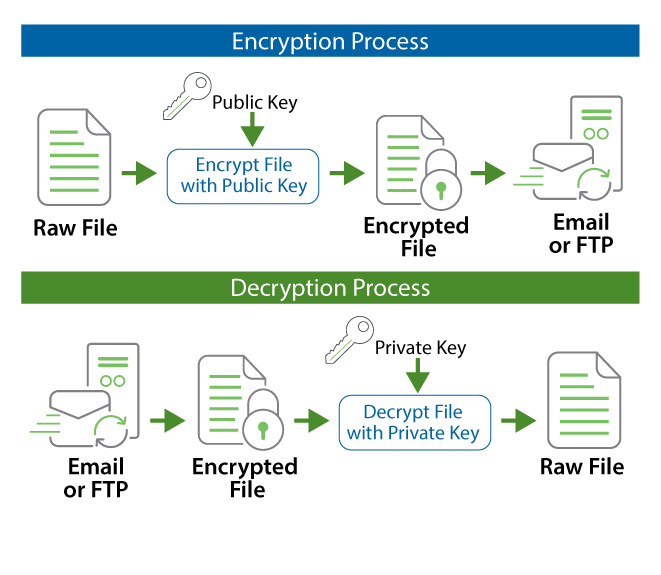 Encryption Process
Public Key
Encrypt File
with Public Key
Raw File
Encrypted
File
Email
or FTP
Decryption Process
Private Key
Decrypt File
with Private Key
Email
or FTP
Encrypted
File
Raw File